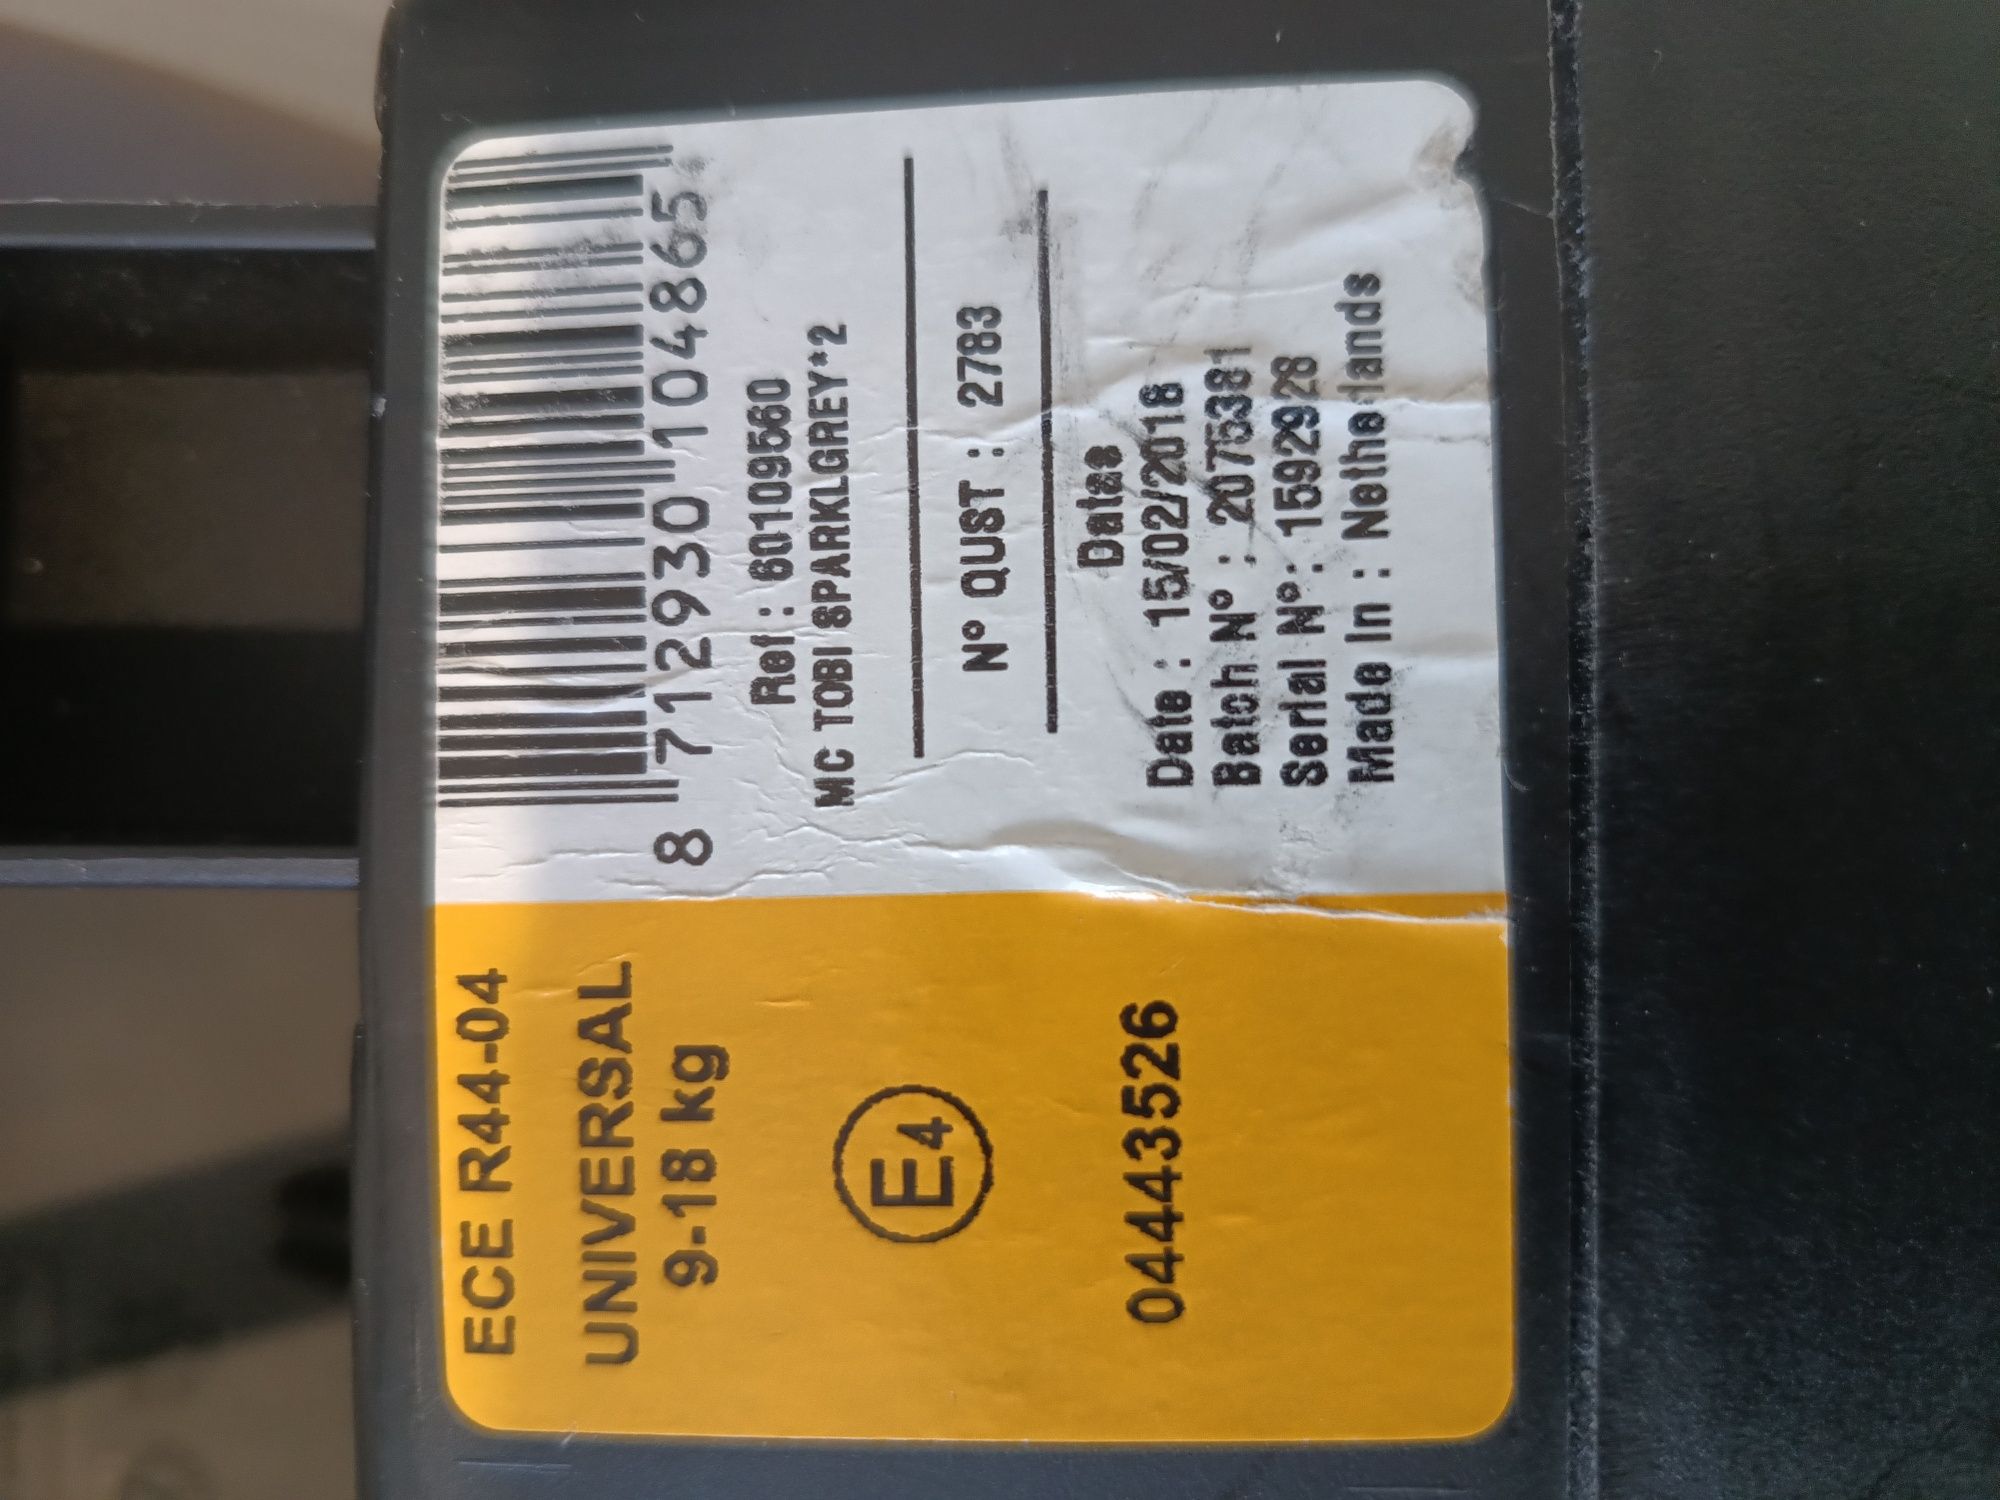 ECE R44-04
UNIVERSAL
9-18 kg
E4
0443526
8 712930 104865
Ref : 60109560
MC TOBI SPARKLGREY*2
N° QUST : 2783
Datas
Date : 15/02/2018
Batch N° : 2075381
Serial N° : 1592928
Made In : Netherlands